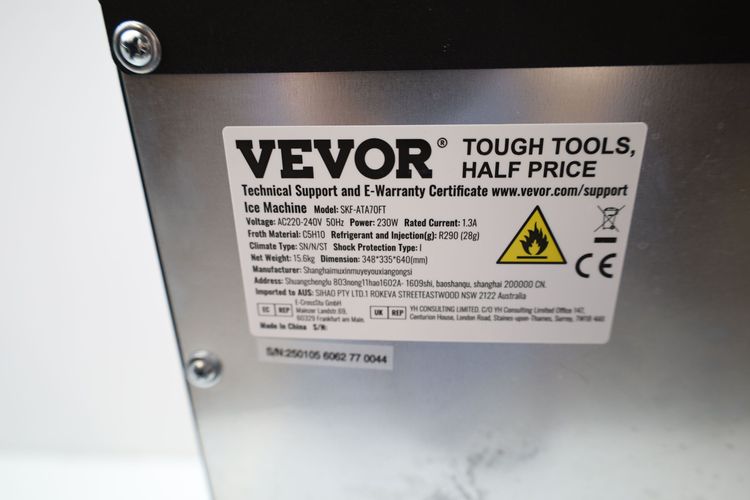 VEVOR® TOUGH TOOLS,
HALF PRICE
Technical Support and E-Warranty Certificate www.vevor.com/support
Ice Machine Model: SKF-ATA70FT
Voltage: AC220-240V 50Hz Power: 230W Rated Current: 1.3A
Froth Material: C5H10 Refrigerant and Injecting(g): R290 (28g)
Climate Type: SN/N/ST Shock Protection Type: I
Net Weight: 15.6kg Dimension: 348*335*640(mm)
Manufacturer: Shanghaimuxinmuyeyouxiangongsi
Address: Shuangchenglu 803nong11hao1602A- 1609shi, baoshanqu, shanghai 200000 CN.
Imported to AUS: SIHAO PTY LTD.1 ROKEVA STREETEASTWOOD NSW 2122 Australia
EC REP E-CrossStu GmbH
Mainzer Landstr.69,
60329 Frankfurt am Main.
UK REP YH CONSULTING LIMITED. C/O YH Consulting Limited Office 147,
Centurion House, London Road, Staines-upon-Thames, Surrey, TW18 4AX
Made In China S/N:
CE
S/N:250105 6062 77 0044